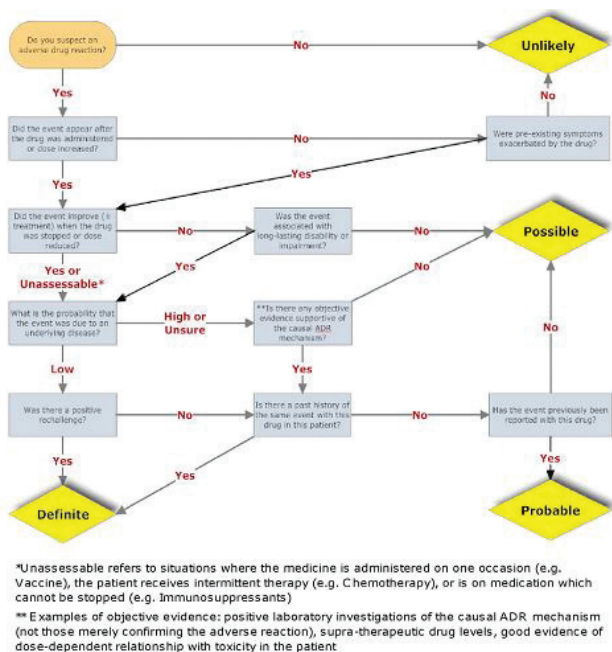 Do you suspect an
adverse drug reaction?
No
Unlikely
Yes
No
Did the event appear after
the drug was administered
or dose increased?
No
Were pre-existing symptoms
exacerbated by the drug?
Yes
Yes
Did the event improve (±
treatment) when the drug
was stopped or dose
reduced?
No
Was the event
associated with
long-lasting disability or
impairment?
No
Possible
Yes or
Unassessable*
Yes
No
What is the probability that
the event was due to an
underlying disease?
High or
Unsure
**Is there any objective
evidence supportive of
the causal ADR
mechanism?
No
Low
Yes
Was there a positive
rechallenge?
No
Is there a past history of
the same event with this
drug in this patient?
No
Has the event previously been
reported with this drug?
Yes
Yes
Yes
Definite
Probable
*Unassessable refers to situations where the medicine is administered on one occasion (e.g.
Vaccine), the patient receives intermittent therapy (e.g. Chemotherapy), or is on medication which
cannot be stopped (e.g. Immunosuppressants)
** Examples of objective evidence: positive laboratory investigations of the causal ADR mechanism
(not those merely confirming the adverse reaction), supra-therapeutic drug levels, good evidence of
dose-dependent relationship with toxicity in the patient